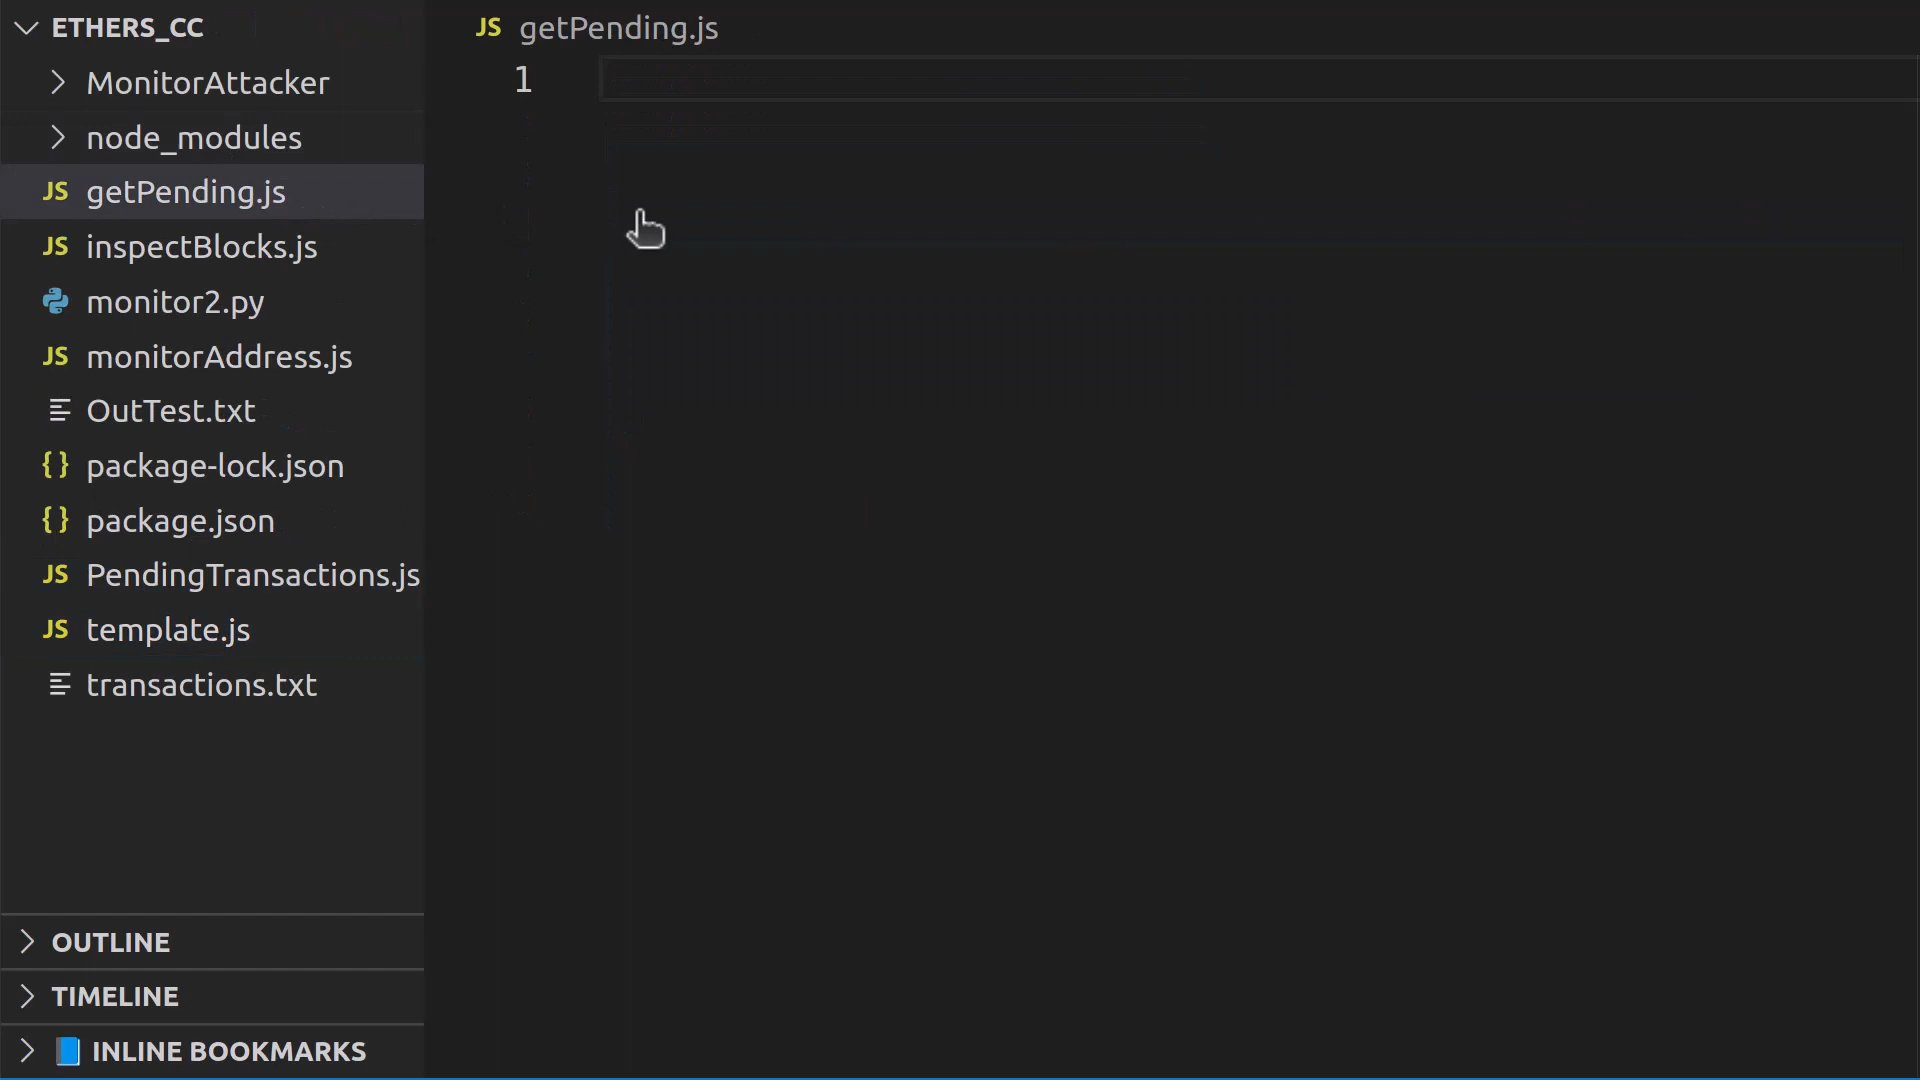 ETHERS_CC
MonitorAttacker
node_modules
JS getPending.js
JS inspectBlocks.js
monitor2.py
JS monitorAddress.js
OutTest.txt
{} package-lock.json
{} package.json
JS PendingTransactions.js
JS template.js
transactions.txt
OUTLINE
TIMELINE
INLINE BOOKMARKS
JS getPending.js
1